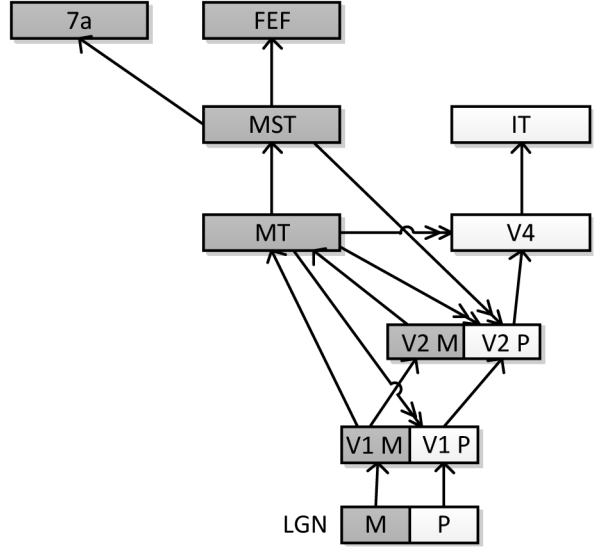 7a FEF
MST IT
MT V4
V2 M V2 P
V1 M V1 P
LGN M P